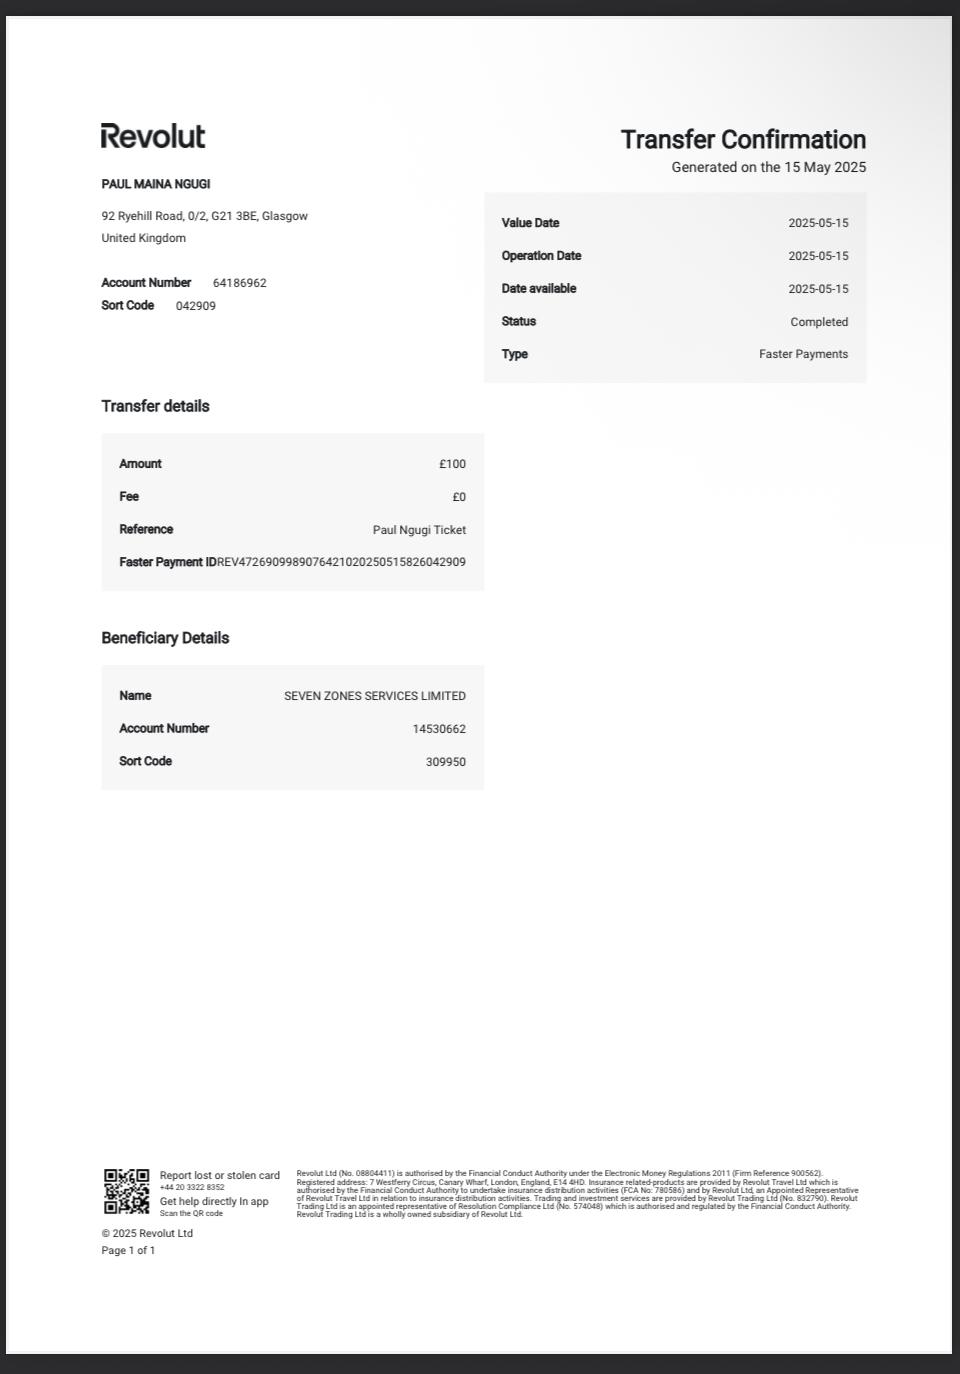 Revolut
PAUL MAINA NGUGI
92 Ryehill Road, 0/2, G21 3BE, Glasgow
United Kingdom
Account Number 64186962
Sort Code 042909
Transfer Confirmation
Generated on the 15 May 2025
Value Date 2025-05-15
Operation Date 2025-05-15
Date available 2025-05-15
Status Completed
Type Faster Payments
Transfer details
Amount £100
Fee £0
Reference Paul Ngugi Ticket
Faster Payment IDREV47269099890764210202505158260​42909
Beneficiary Details
Name SEVEN ZONES SERVICES LIMITED
Account Number 14530662
Sort Code 309950
Report lost or stolen card
+44 20 3322 8352
Get help directly In app
Scan the QR code
Revolut Ltd (No. 08804411) is authorised by the Financial Conduct Authority under the Electronic Money Regulations 2011 (Firm Reference 900562).
Registered address: 7 Westferry Circus, Canary Wharf, London, England, E14 4HD. Insurance related-products are provided by Revolut Travel Ltd which is
authorised by the Financial Conduct Authority to undertake insurance distribution activities (FCA No: 780586) and by Revolut Ltd, an Appointed Representative
of Revolut Travel Ltd in relation to insurance distribution activities. Trading and investment services are provided by Revolut Trading Ltd (No. 832790). Revolut
Trading Ltd is an appointed representative of Resolution Compliance Ltd (No. 574048) which is authorised and regulated by the Financial Conduct Authority.
Revolut Trading Ltd is a wholly owned subsidiary of Revolut Ltd.
© 2025 Revolut Ltd
Page 1 of 1